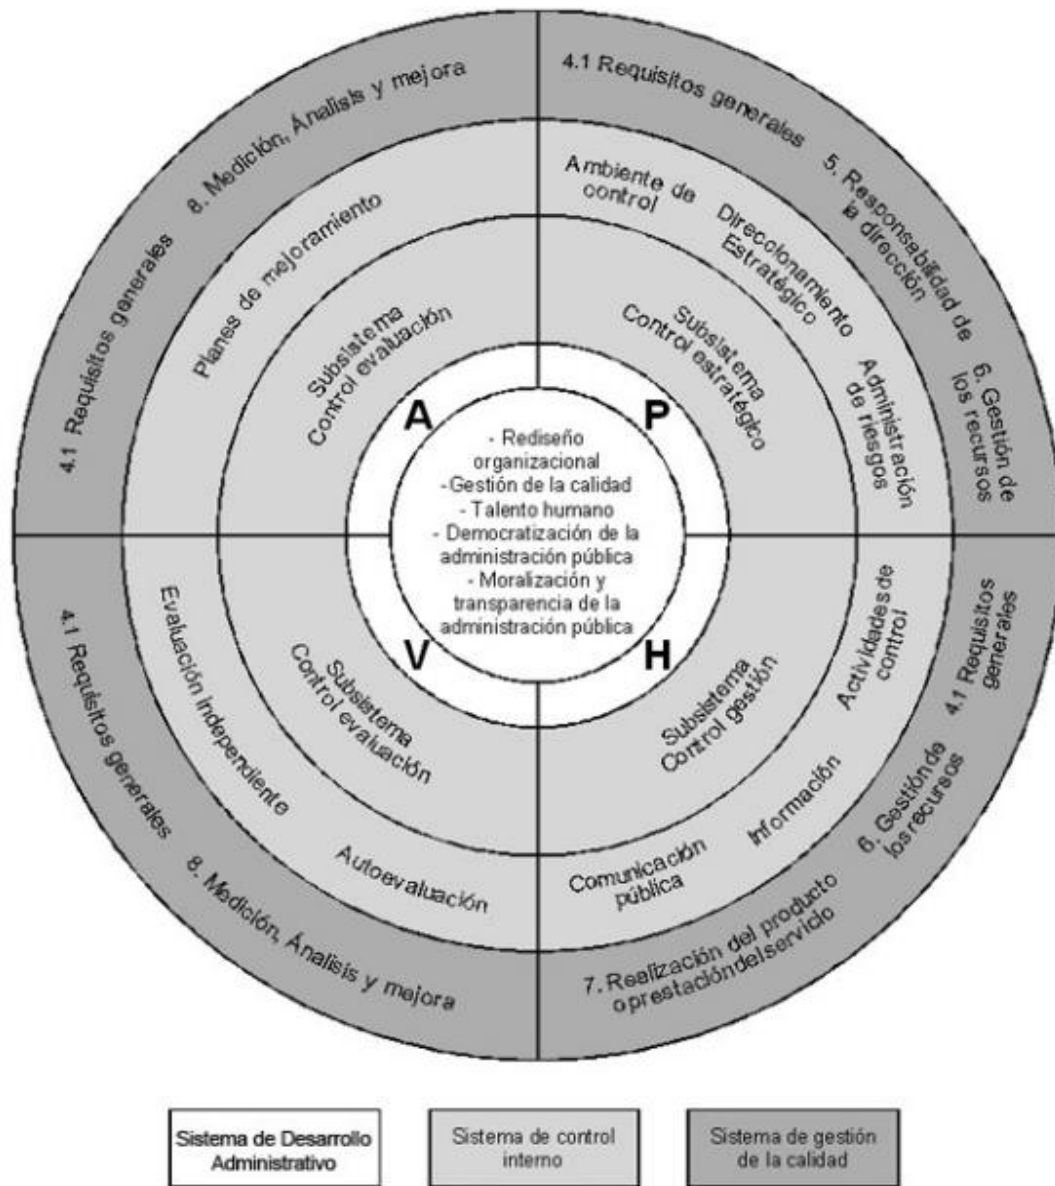 8. Medición, Ánalisis y mejora
4.1 Requisitos generales
4.1 Requisitos generales
5. Responsabilidad de
la dirección
6. Gestión de
los recursos
Planes de mejoramiento
Ambiente de
control
Direccionamiento
Estratégico
Administración
de riesgos
Subsistema
Control evaluación
Subsistema
Control estratégico
A
P
- Rediseño
organizacional
-Gestión de la calidad
- Talento humano
- Democratización de la
administración pública
- Moralización y
transparencia de la
administración pública
V
H
Subsistema
Control evaluación
Subsistema
Control gestión
Evaluación Independiente
Autoevaluación
Actividades de
control
Información
Comunicación
pública
4.1 Requisitos generales
8. Medición, Ánalisis y mejora
4.1 Requisitos
generales
6. Gestión de
los recursos
7. Realización del producto
o prestación del servicio
Sistema de Desarrollo
Administrativo
Sistema de control
interno
Sistema de gestión
de la calidad